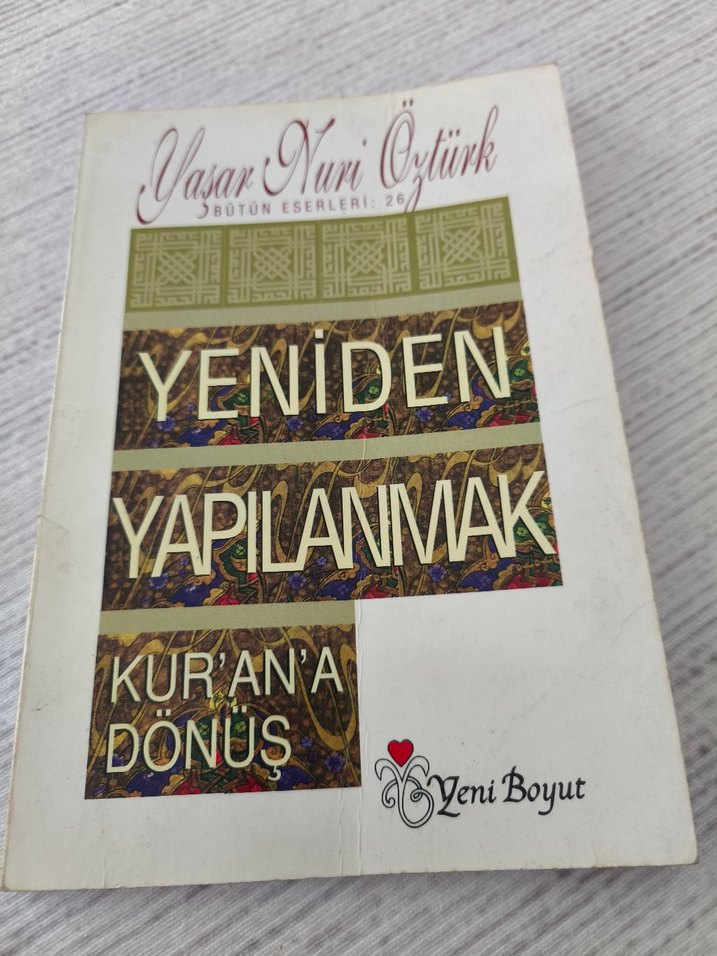 Yaşar Nuri Öztürk
BÜTÜN ESERLERİ: 26
YENİDEN
YAPILANMAK
KUR'AN'A
DÖNÜŞ
Yeni Boyut